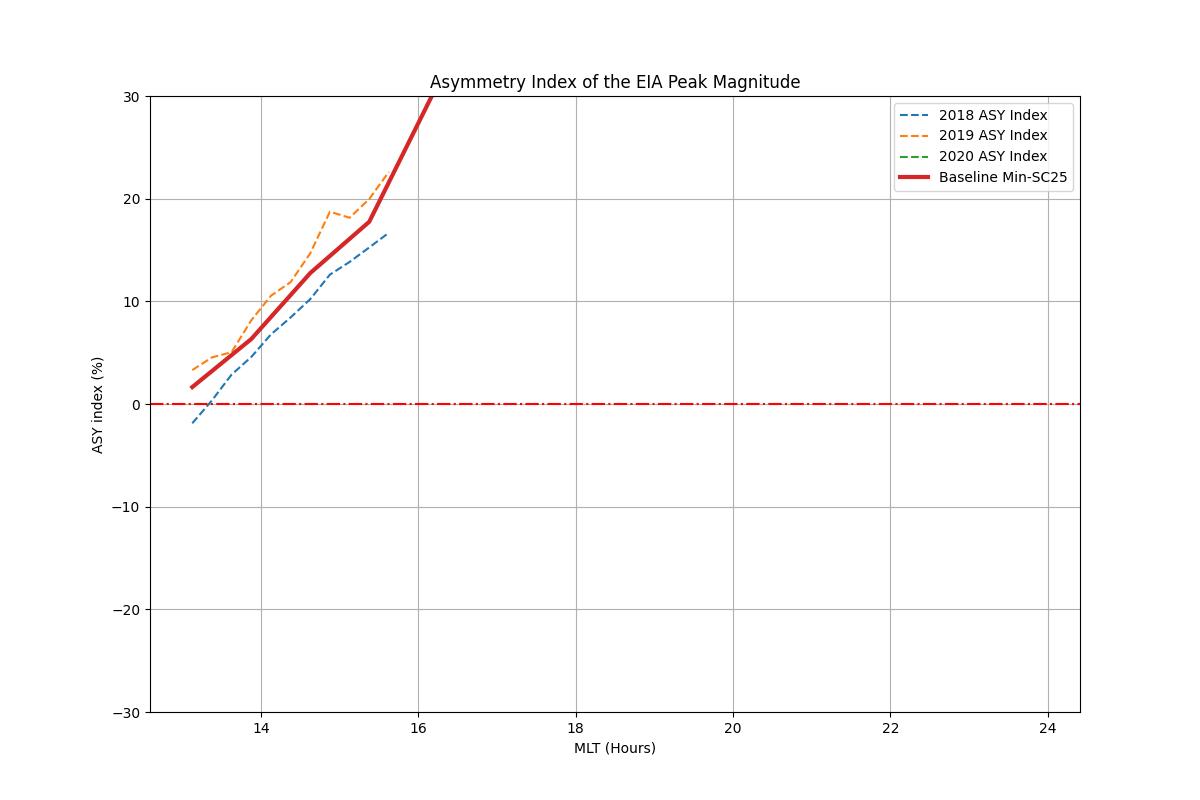 Asymmetry Index of the EIA Peak Magnitude
30
20
10
0
−10
−20
−30
ASY index (%)
2018 ASY Index
2019 ASY Index
2020 ASY Index
Baseline Min-SC25
14 16 18 20 22 24
MLT (Hours)